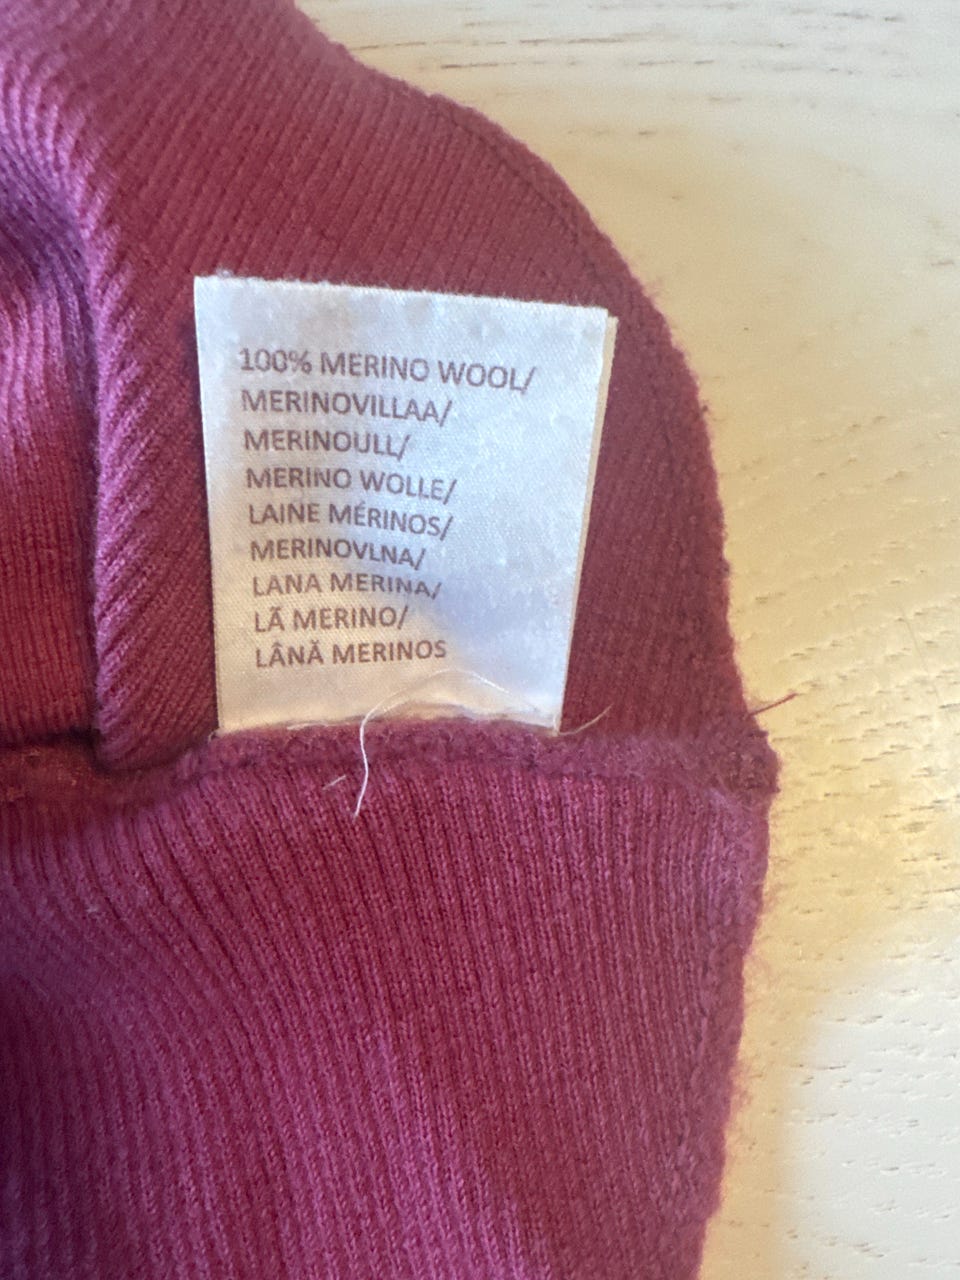 100% MERINO WOOL/
MERINOVILLAA/
MERINOULL/
MERINO WOLLE/
LAINE MÉRINOS/
MERINOVLNA/
LANA MERINA/
LÃ MERINO/
LÂNĂ MERINOS